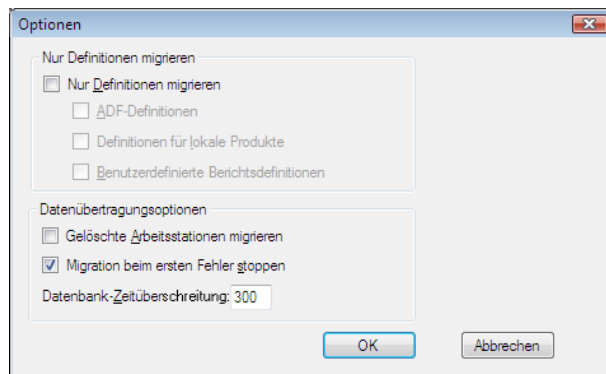 Optionen
Nur Definitionen migrieren
Nur Definitionen migrieren
ADF-Definitionen
Definitionen für lokale Produkte
Benutzerdefinierte Berichtsdefinitionen
Datenübertragungsoptionen
Gelöschte Arbeitsstationen migrieren
Migration beim ersten Fehler stoppen
Datenbank-Zeitüberschreitung: 300
OK Abbrechen